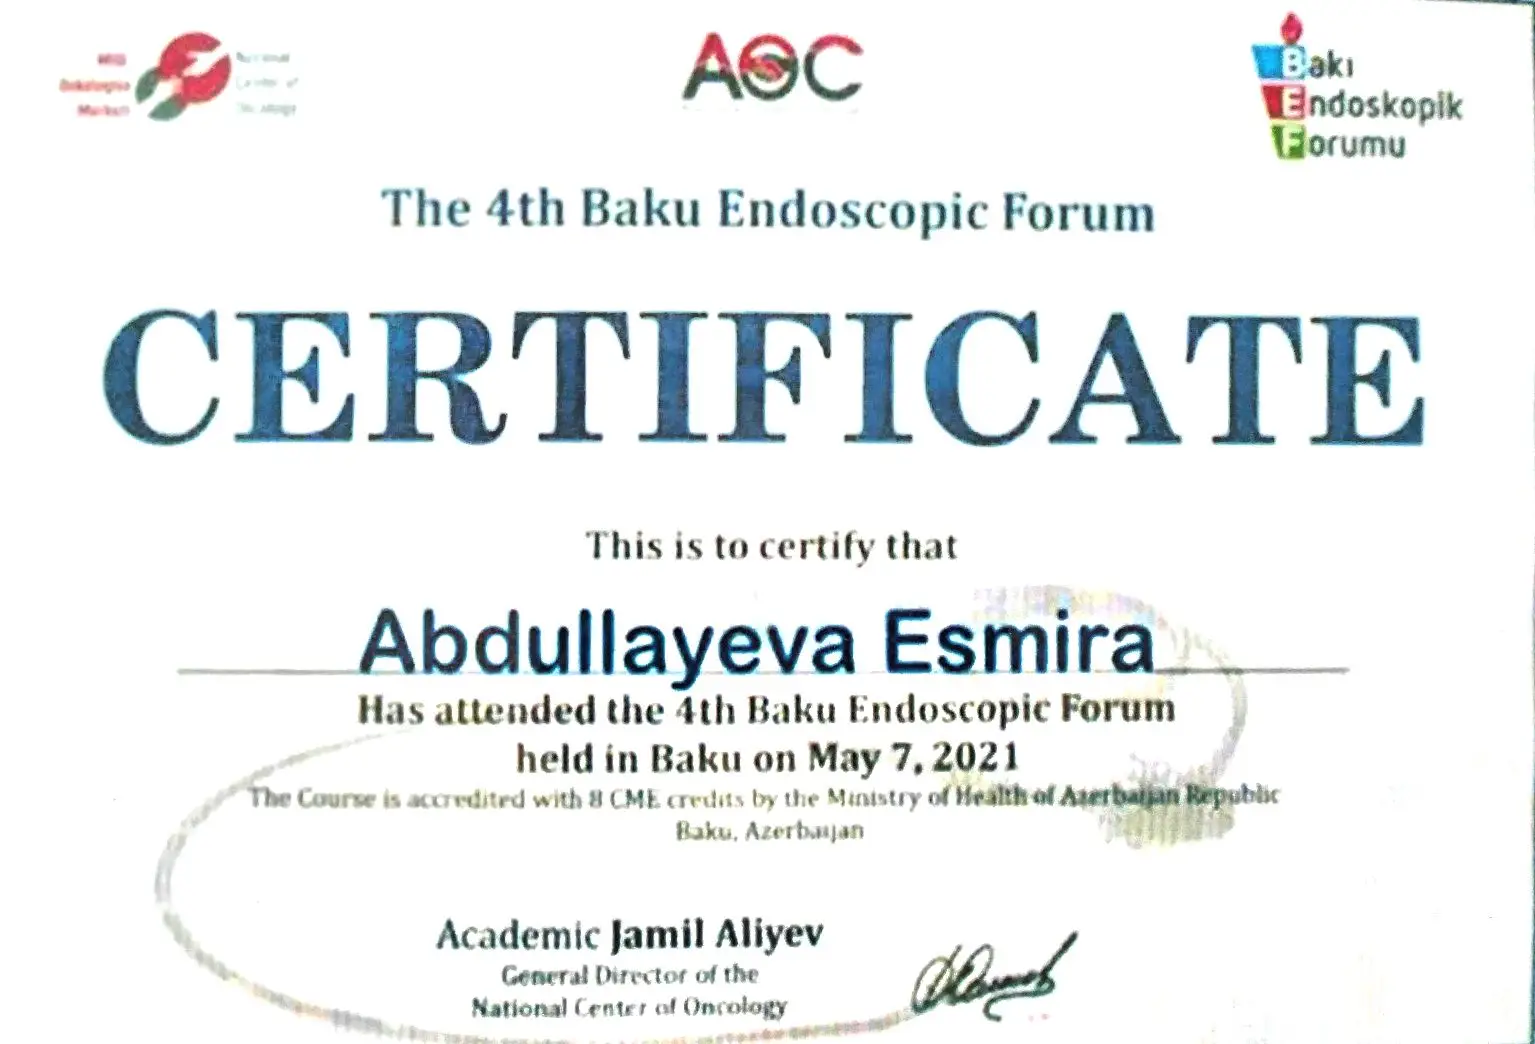 Milli
Onkologiya
Mərkəzi
National
Center of
Oncology
AOC
Bakı
Endoskopik
Forumu
The 4th Baku Endoscopic Forum
CERTIFICATE
This is to certify that
Abdullayeva Esmira
Has attended the 4th Baku Endoscopic Forum
held in Baku on May 7, 2021
The Course is accredited with 8 CME credits by the Ministry of Health of Azerbaijan Republic
Baku, Azerbaijan
Academic Jamil Aliyev
General Director of the
National Center of Oncology